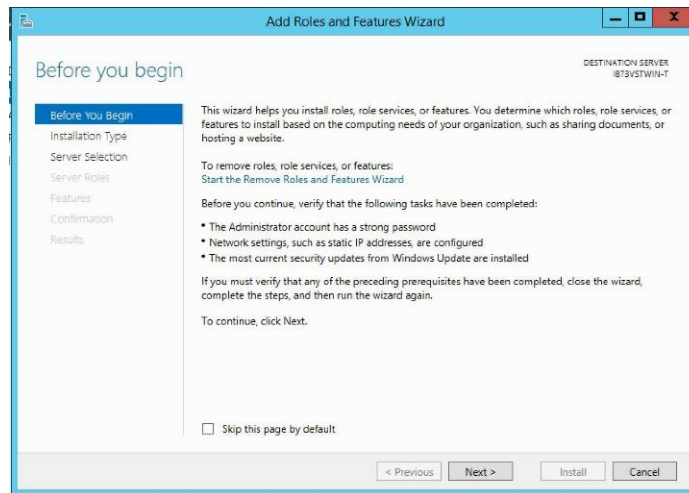 Add Roles and Features Wizard
Before you begin
DESTINATION SERVER
I873VSTWIN-T
Before You Begin
Installation Type
Server Selection
Server Roles
Features
Confirmation
Results
This wizard helps you install roles, role services, or features. You determine which roles, role services, or
features to install based on the computing needs of your organization, such as sharing documents, or
hosting a website.
To remove roles, role services, or features:
Start the Remove Roles and Features Wizard
Before you continue, verify that the following tasks have been completed:
• The Administrator account has a strong password
• Network settings, such as static IP addresses, are configured
• The most current security updates from Windows Update are installed
If you must verify that any of the preceding prerequisites have been completed, close the wizard,
complete the steps, and then run the wizard again.
To continue, click Next.
Skip this page by default
< Previous
Next >
Install
Cancel